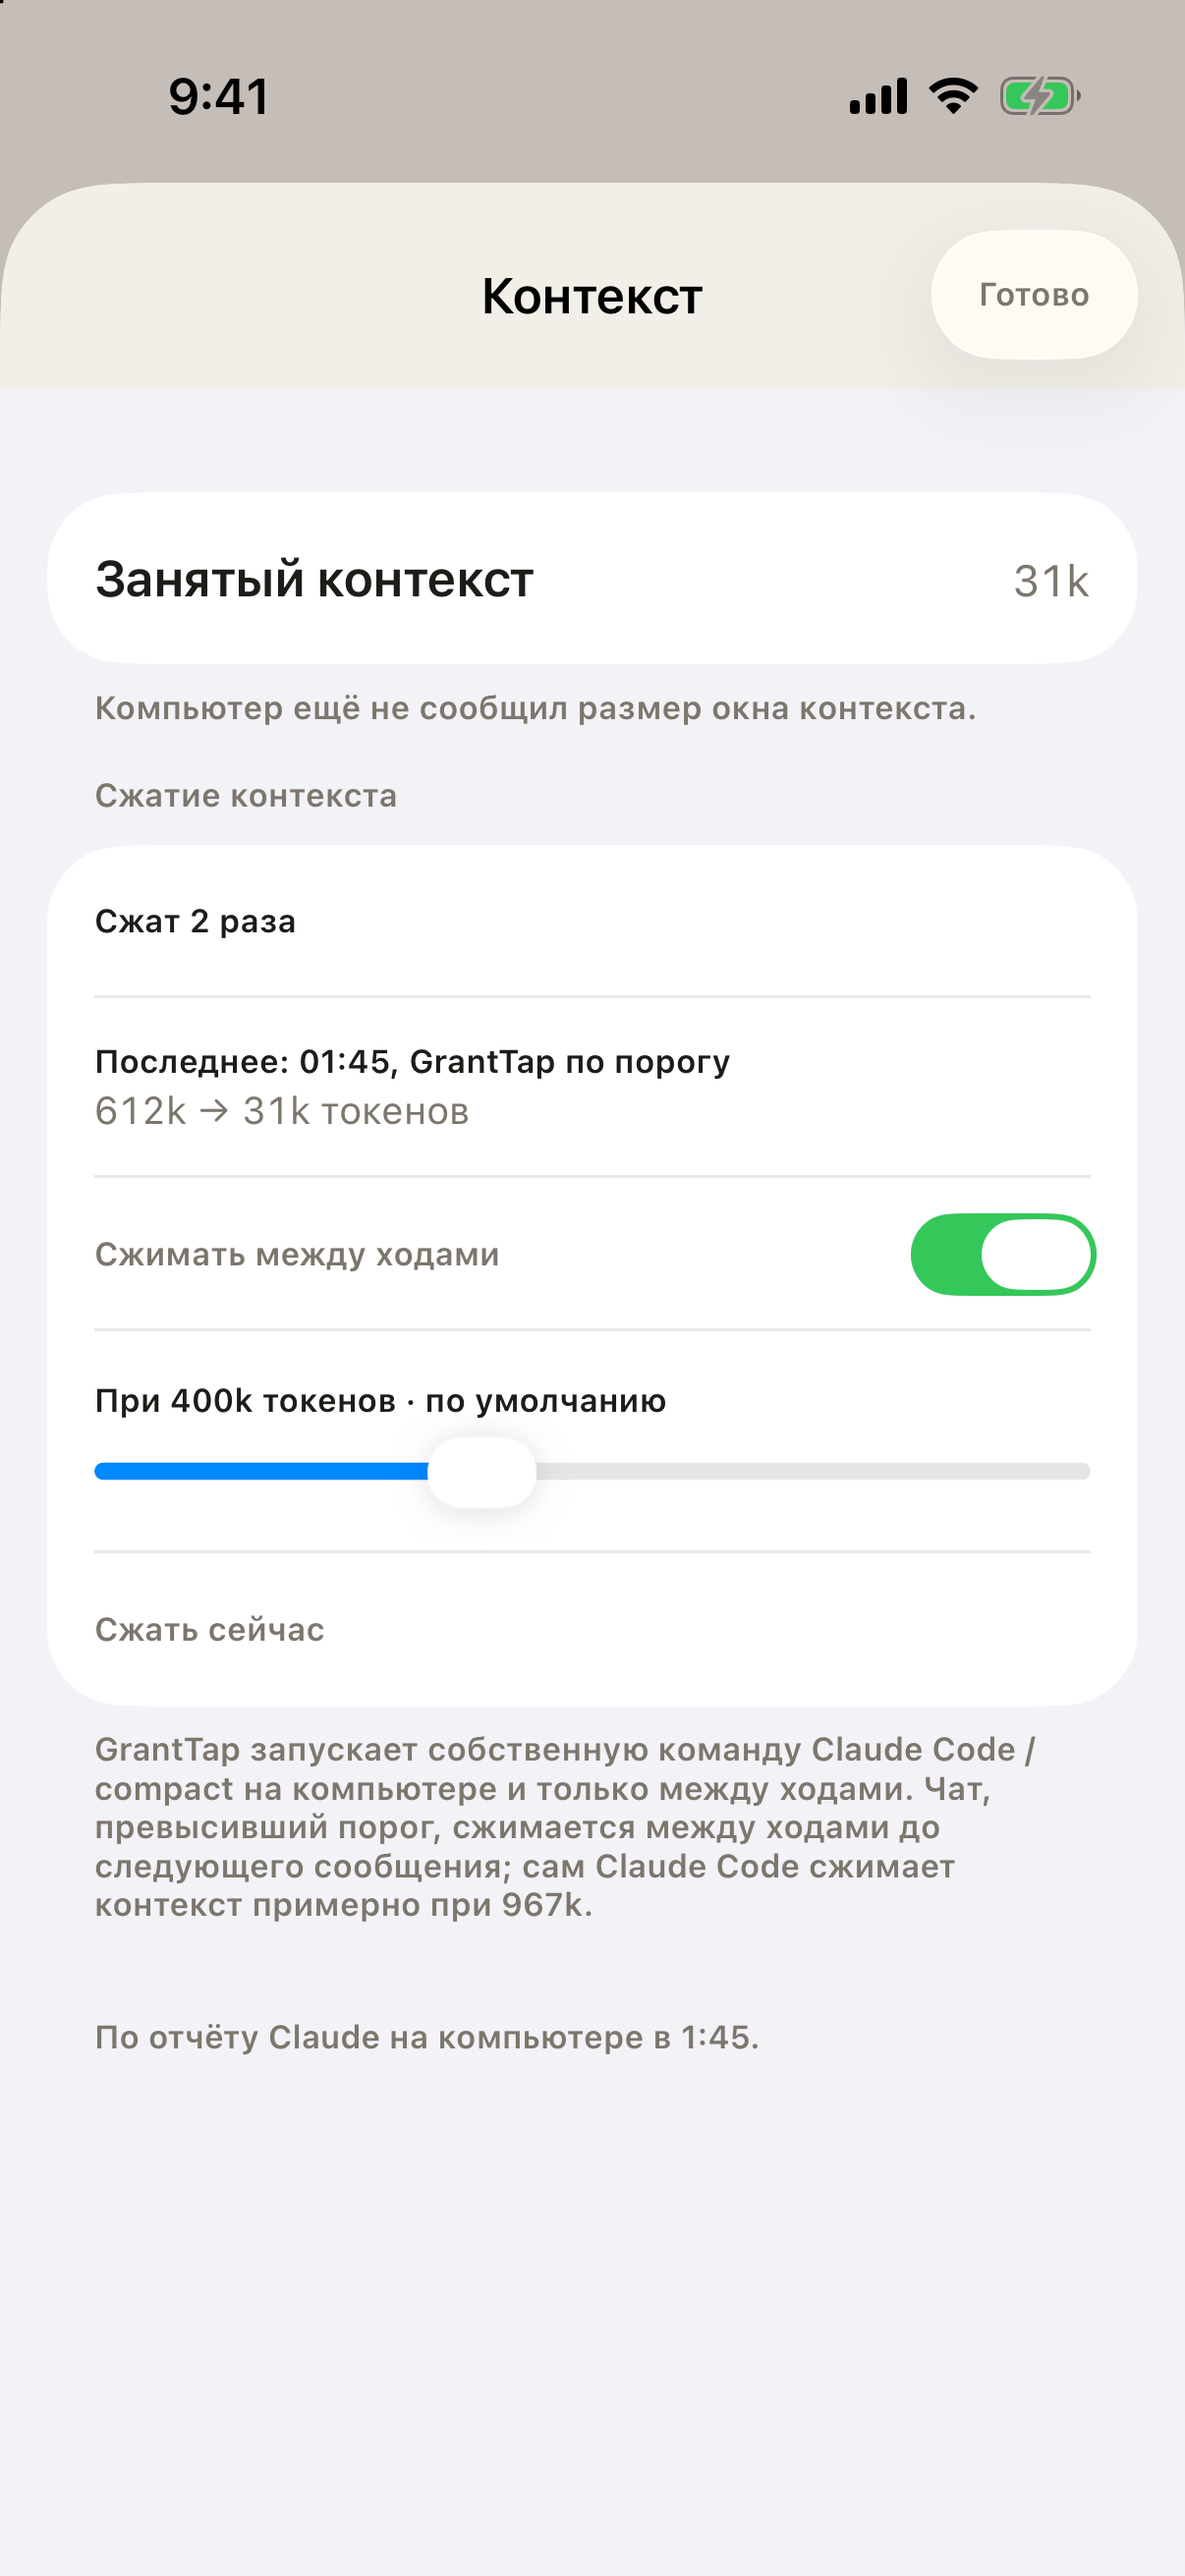 9:41
Контекст
Готово
Занятый контекст
31k
Компьютер ещё не сообщил размер окна контекста.
Сжатие контекста
Сжат 2 раза
Последнее: 01:45, GrantTap по порогу
612k → 31k токенов
Сжимать между ходами
При 400k токенов · по умолчанию
Сжать сейчас
GrantTap запускает собственную команду Claude Code /
compact на компьютере и только между ходами. Чат,
превысивший порог, сжимается между ходами до
следующего сообщения; сам Claude Code сжимает
контекст примерно при 967k.
По отчёту Claude на компьютере в 1:45.